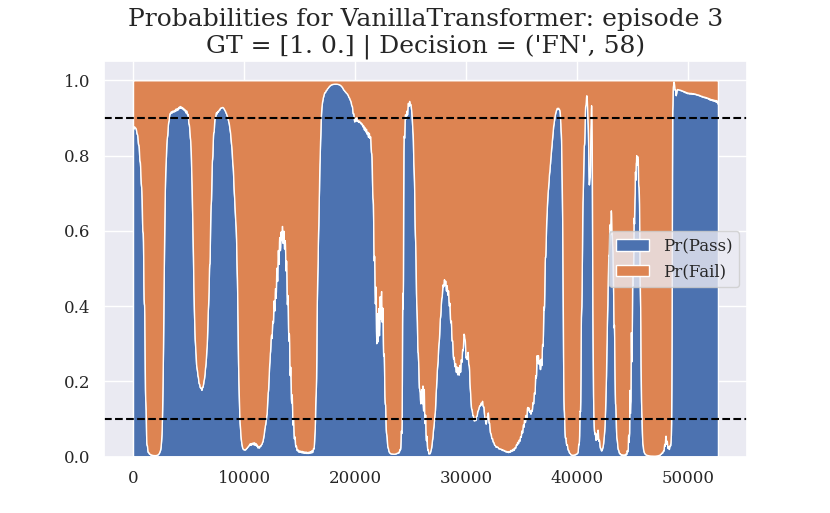 Probabilities for VanillaTransformer: episode 3
GT = [1. 0.] | Decision = ('FN', 58)
1.0
0.8
0.6
0.4
0.2
0.0
Pr(Pass)
Pr(Fail)
0 10000 20000 30000 40000 50000